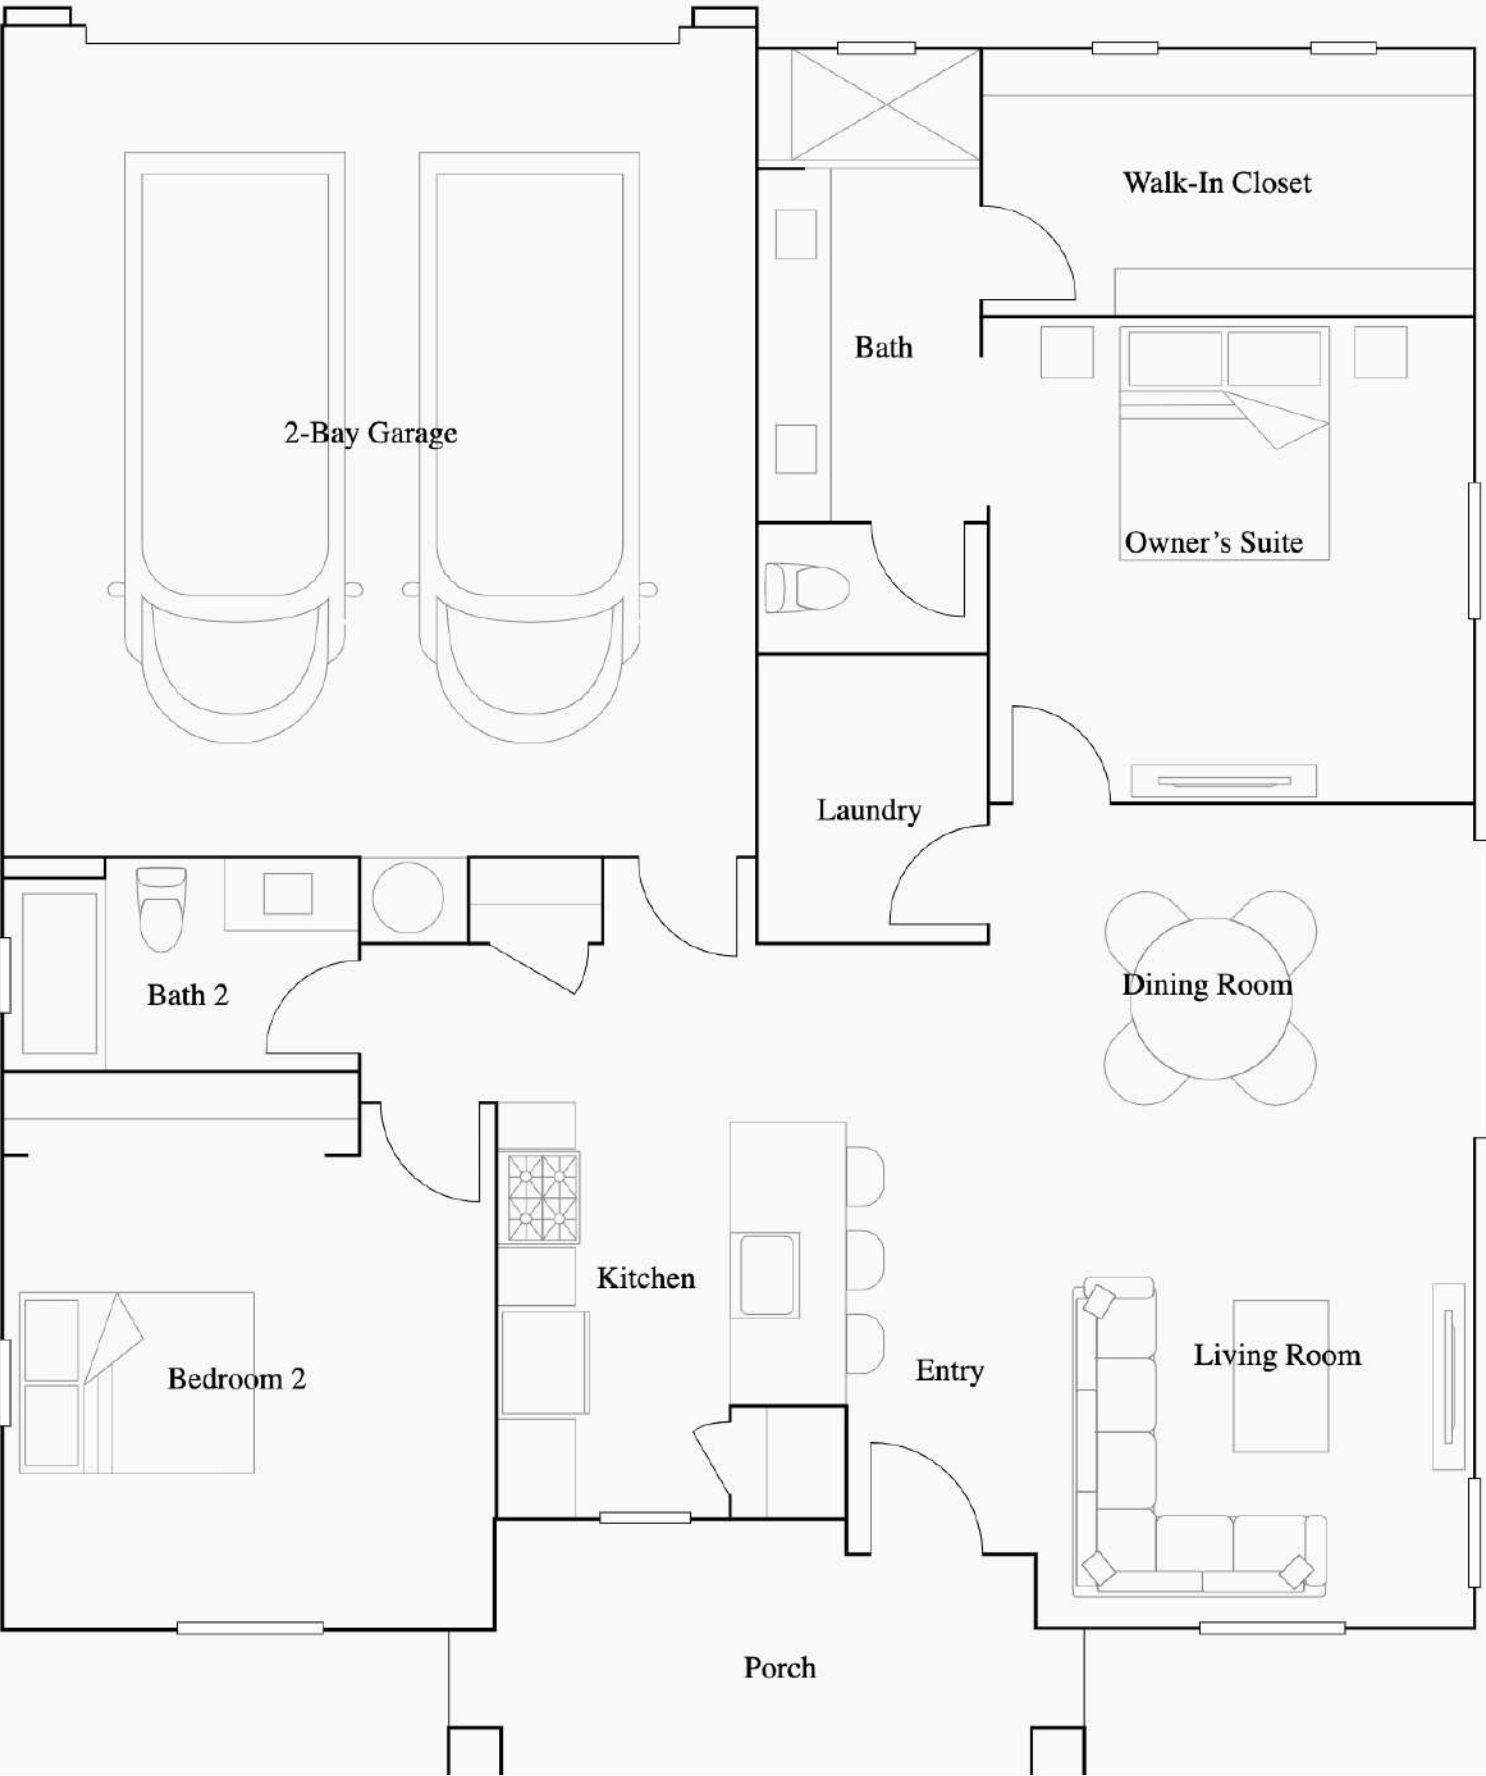 Walk-In Closet
Bath
2-Bay Garage
Owner’s Suite
Laundry
Dining Room
Bath 2
Kitchen
Living Room
Entry
Bedroom 2
Porch